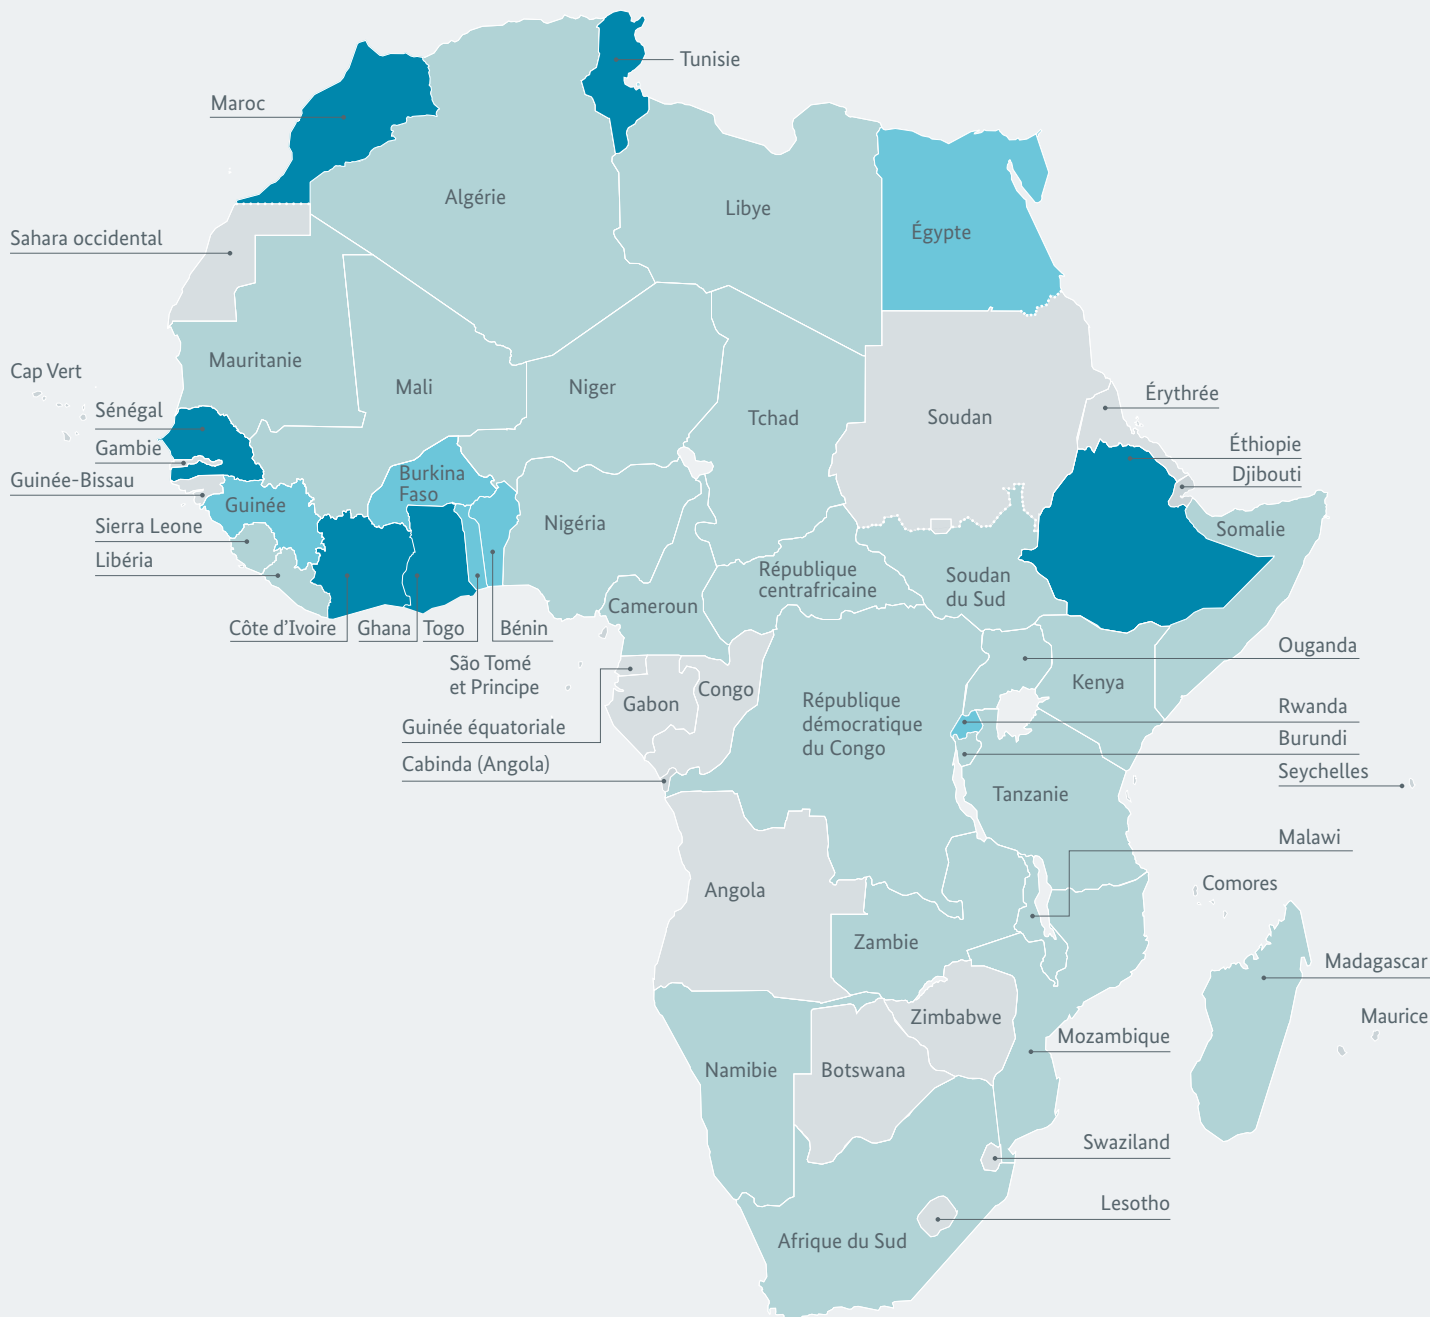 Tunisie
Maroc
Algérie
Libye
Égypte
Sahara occidental
Mauritanie
Cap Vert
Mali
Niger
Tchad
Soudan
Érythrée
Sénégal
Gambie
Guinée-Bissau
Éthiopie
Djibouti
Burkina
Faso
Guinée
Sierra Leone
Libéria
Nigéria
Somalie
République
centrafricaine
Soudan
du Sud
Cameroun
Côte d'Ivoire
Ghana
Togo
Bénin
São Tomé
et Principe
Ouganda
Kenya
Gabon
Congo
République
démocratique
du Congo
Rwanda
Guinée équatoriale
Burundi
Cabinda (Angola)
Seychelles
Tanzanie
Malawi
Angola
Comores
Zambie
Madagascar
Zimbabwe
Maurice
Mozambique
Namibie
Botswana
Swaziland
Lesotho
Afrique du Sud